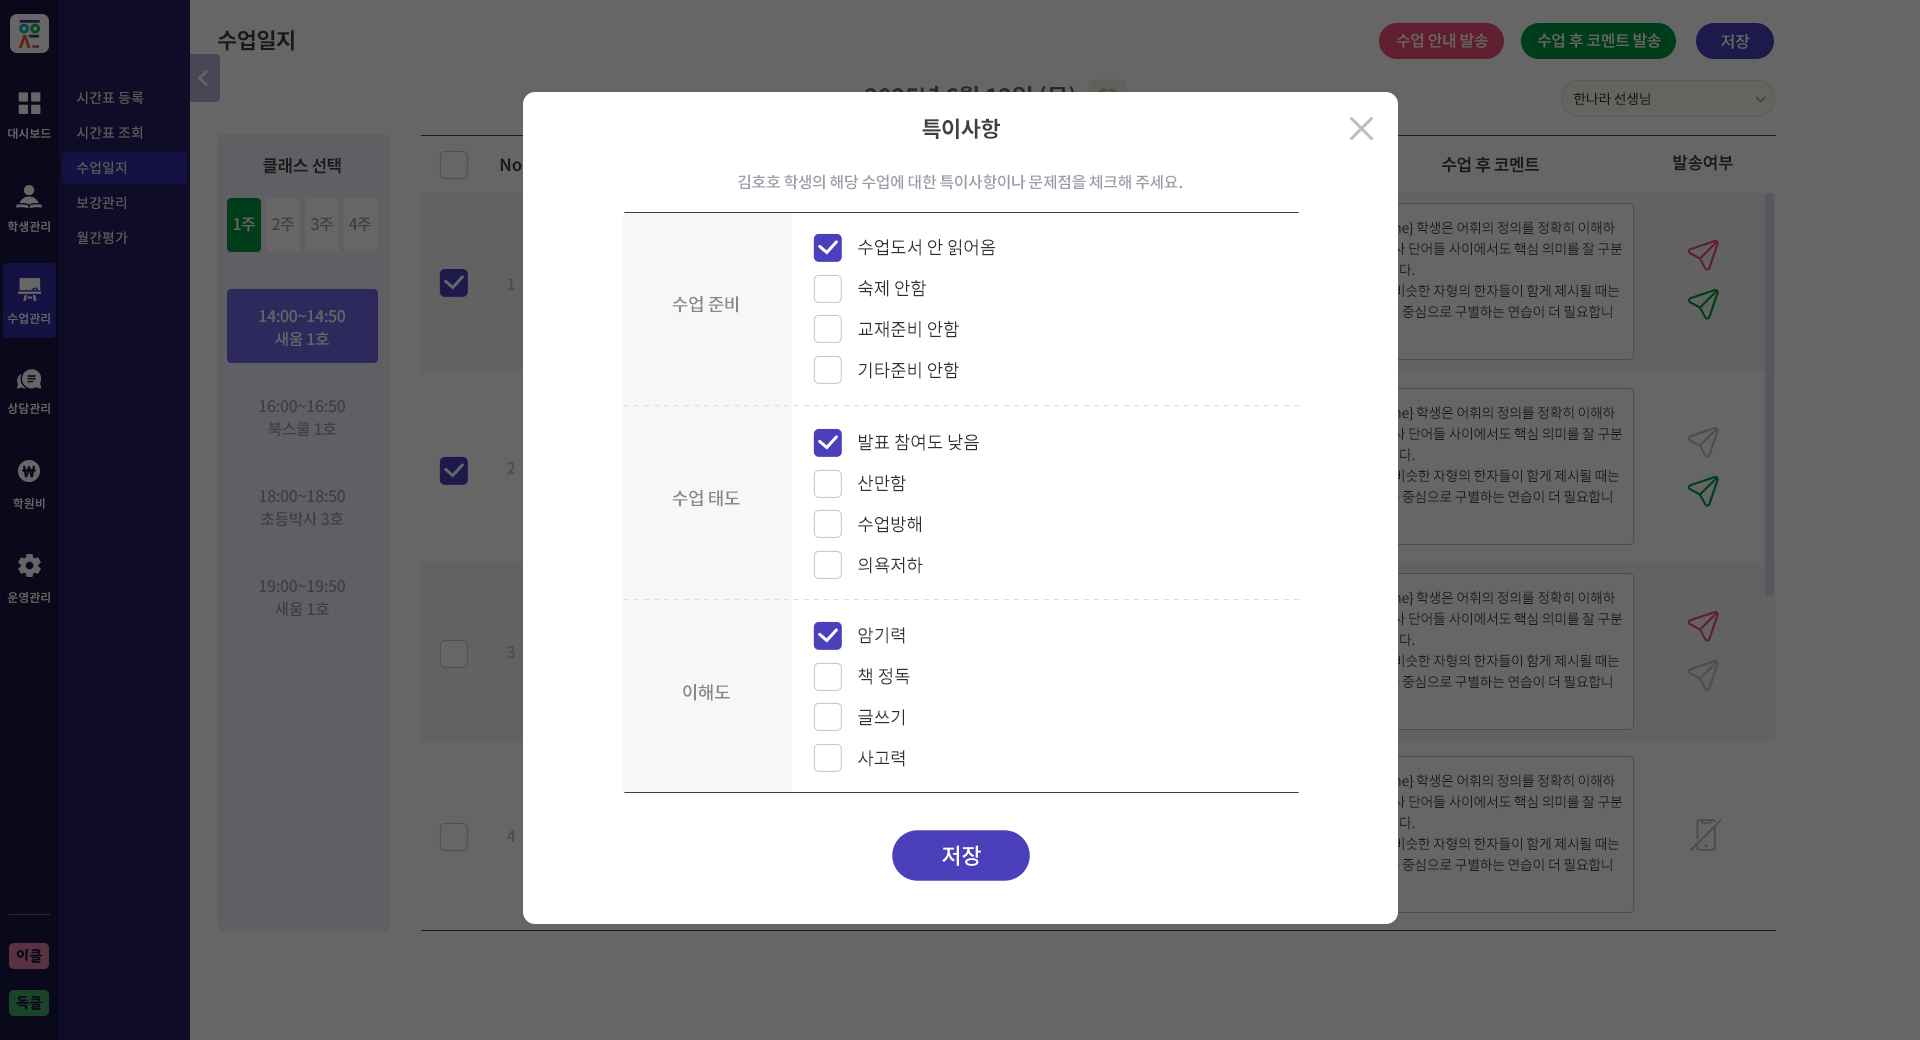 수업일지
수업 안내 발송
수업 후 코멘트 발송
저장
한나라 선생님
대시보드
학생관리
수업관리
상담관리
학원비
운영관리
이클
독클
시간표 등록
시간표 조회
수업일지
보강관리
월간평가
클래스 선택
1주 2주 3주 4주
14:00~14:50
새움 1호
16:00~16:50
북스쿨 1호
18:00~18:50
초등박사 3호
19:00~19:50
새움 1호
No
1
2
3
4
특이사항
김호호 학생의 해당 수업에 대한 특이사항이나 문제점을 체크해 주세요.
수업 준비
수업도서 안 읽어옴
숙제 안함
교재준비 안함
기타준비 안함
수업 태도
발표 참여도 낮음
산만함
수업방해
의욕저하
이해도
암기력
책 정독
글쓰기
사고력
저장
수업 후 코멘트
발송여부
학생은 어휘의 정의를 정확히 이해하
단어들 사이에서도 핵심 의미를 잘 구분
다.
비슷한 자형의 한자들이 함게 제시될 때는
중심으로 구별하는 연습이 더 필요합니
학생은 어휘의 정의를 정확히 이해하
단어들 사이에서도 핵심 의미를 잘 구분
다.
비슷한 자형의 한자들이 함게 제시될 때는
중심으로 구별하는 연습이 더 필요합니
학생은 어휘의 정의를 정확히 이해하
단어들 사이에서도 핵심 의미를 잘 구분
다.
비슷한 자형의 한자들이 함게 제시될 때는
중심으로 구별하는 연습이 더 필요합니
학생은 어휘의 정의를 정확히 이해하
단어들 사이에서도 핵심 의미를 잘 구분
다.
비슷한 자형의 한자들이 함게 제시될 때는
중심으로 구별하는 연습이 더 필요합니